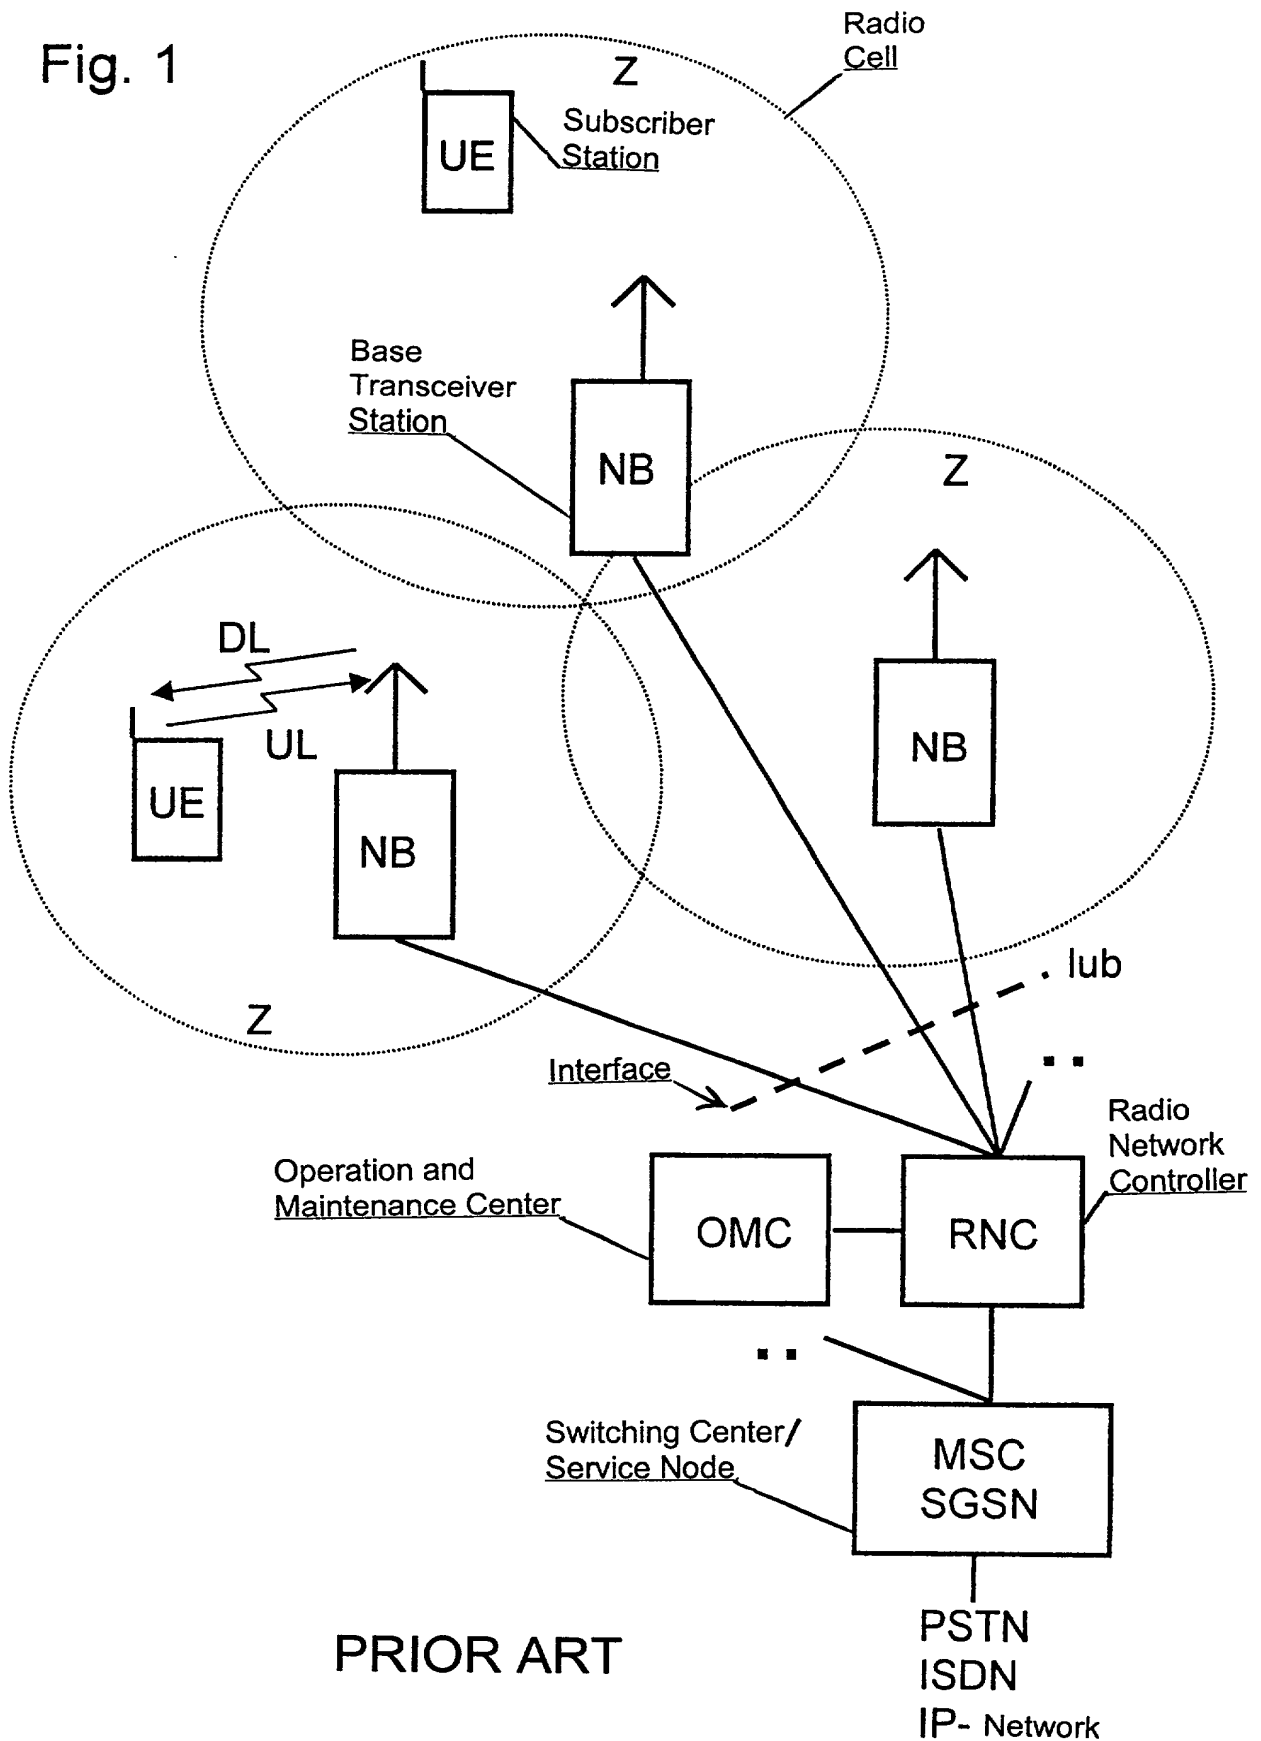 Fig. 1
Radio
Cell
Z
Subscriber
Station
UE
Base
Transceiver
Station
NB
Z
DL
UL
UE
NB
NB
Z
Iub
Interface
..
Radio
Network
Controller
Operation and
Maintenance Center
OMC
RNC
..
Switching Center/
Service Node
MSC
SGSN
PSTN
ISDN
IP- Network
PRIOR ART